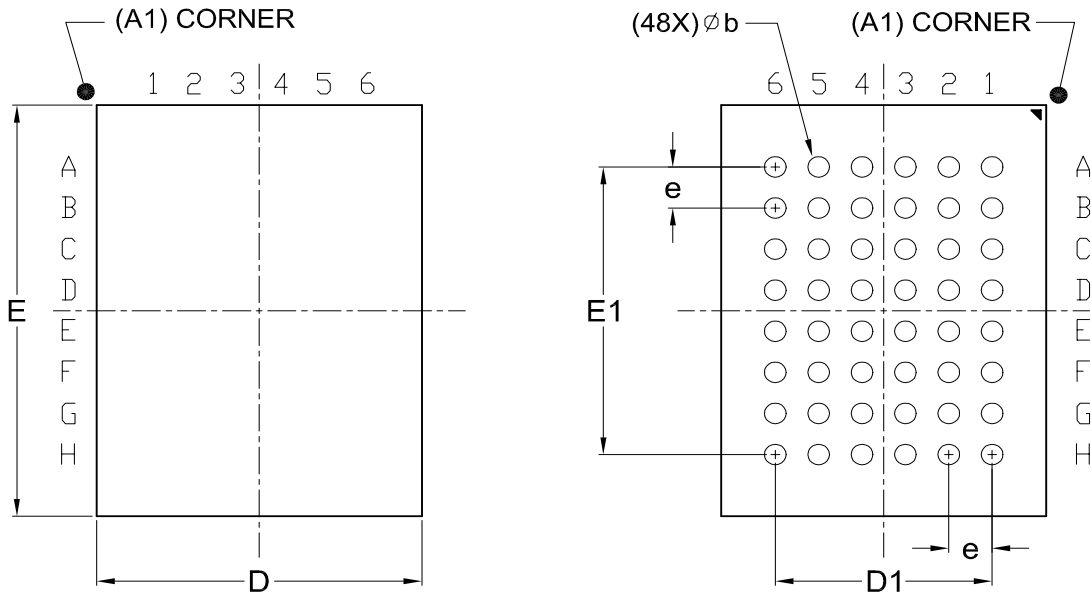 (A1) CORNER
1 2 3 4 5 6
A
B
C
D
E
F
G
H
E
D
(48X) ⌀b
(A1) CORNER
6 5 4 3 2 1
A
B
C
D
E
F
G
H
e
E1
e
D1